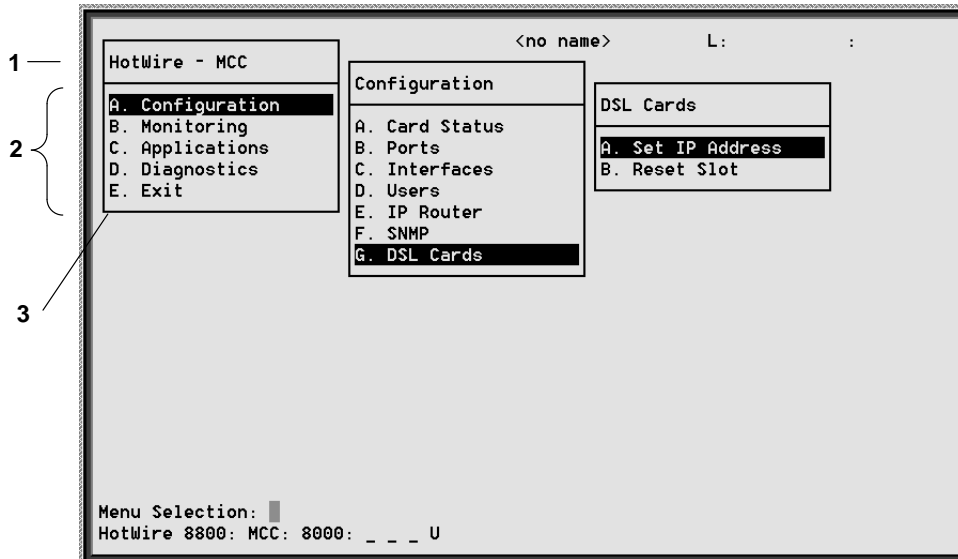 <no name> L: :
1
HotWire - MCC
2
A. Configuration
B. Monitoring
C. Applications
D. Diagnostics
E. Exit
3
Configuration
A. Card Status
B. Ports
C. Interfaces
D. Users
E. IP Router
F. SNMP
G. DSL Cards
DSL Cards
A. Set IP Address
B. Reset Slot
Menu Selection:
HotWire 8800: MCC: 8000: _ _ _ U